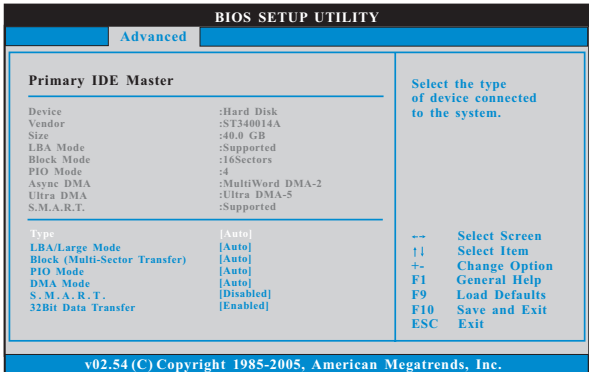 BIOS SETUP UTILITY
Advanced
Primary IDE Master
Device :Hard Disk
Vendor :ST340014A
Size :40.0 GB
LBA Mode :Supported
Block Mode :16Sectors
PIO Mode :4
Async DMA :MultiWord DMA-2
Ultra DMA :Ultra DMA-5
S.M.A.R.T. :Supported
Type [Auto]
LBA/Large Mode [Auto]
Block (Multi-Sector Transfer) [Auto]
PIO Mode [Auto]
DMA Mode [Auto]
S.M.A.R.T. [Disabled]
32Bit Data Transfer [Enabled]
Select the type
of device connected
to the system.
←→ Select Screen
↑↓ Select Item
+- Change Option
F1 General Help
F9 Load Defaults
F10 Save and Exit
ESC Exit
v02.54 (C) Copyright 1985-2005, American Megatrends, Inc.